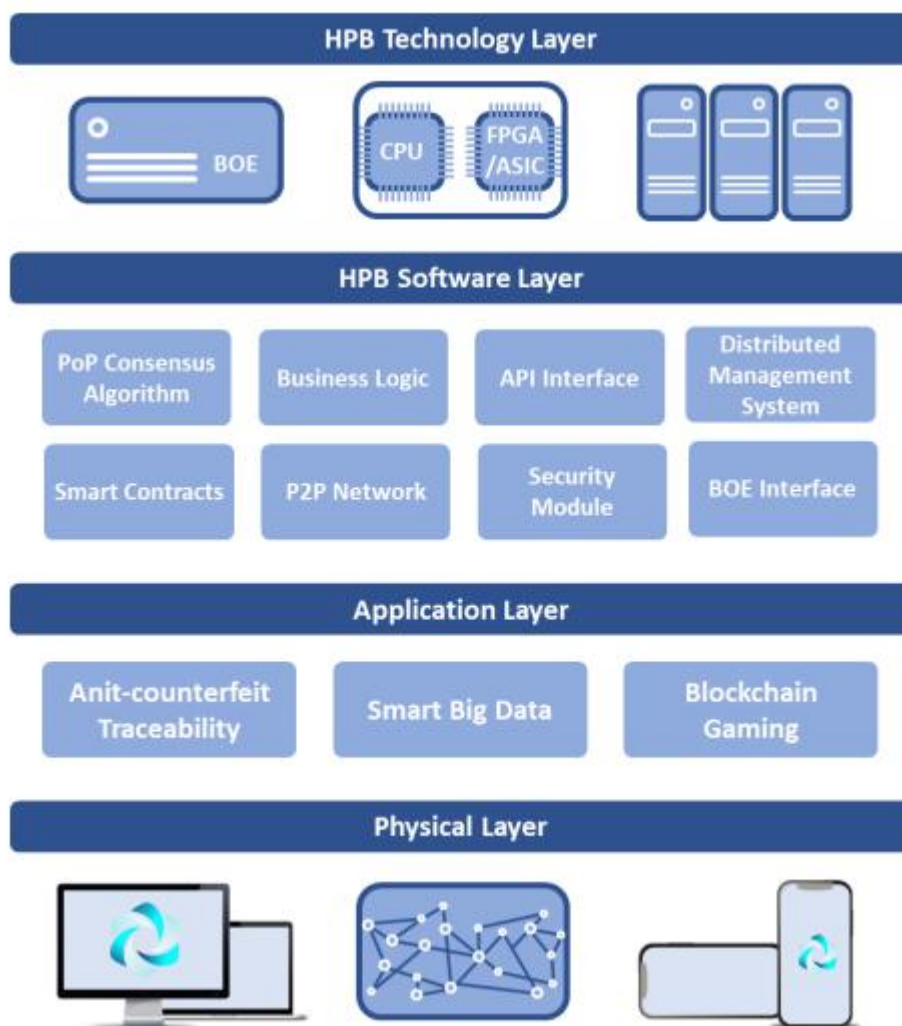 HPB Technology Layer
BOE
CPU
FPGA
/ASIC
HPB Software Layer
PoP Consensus
Algorithm
Business Logic
API Interface
Distributed
Management
System
Smart Contracts
P2P Network
Security
Module
BOE Interface
Application Layer
Anit-counterfeit
Traceability
Smart Big Data
Blockchain
Gaming
Physical Layer